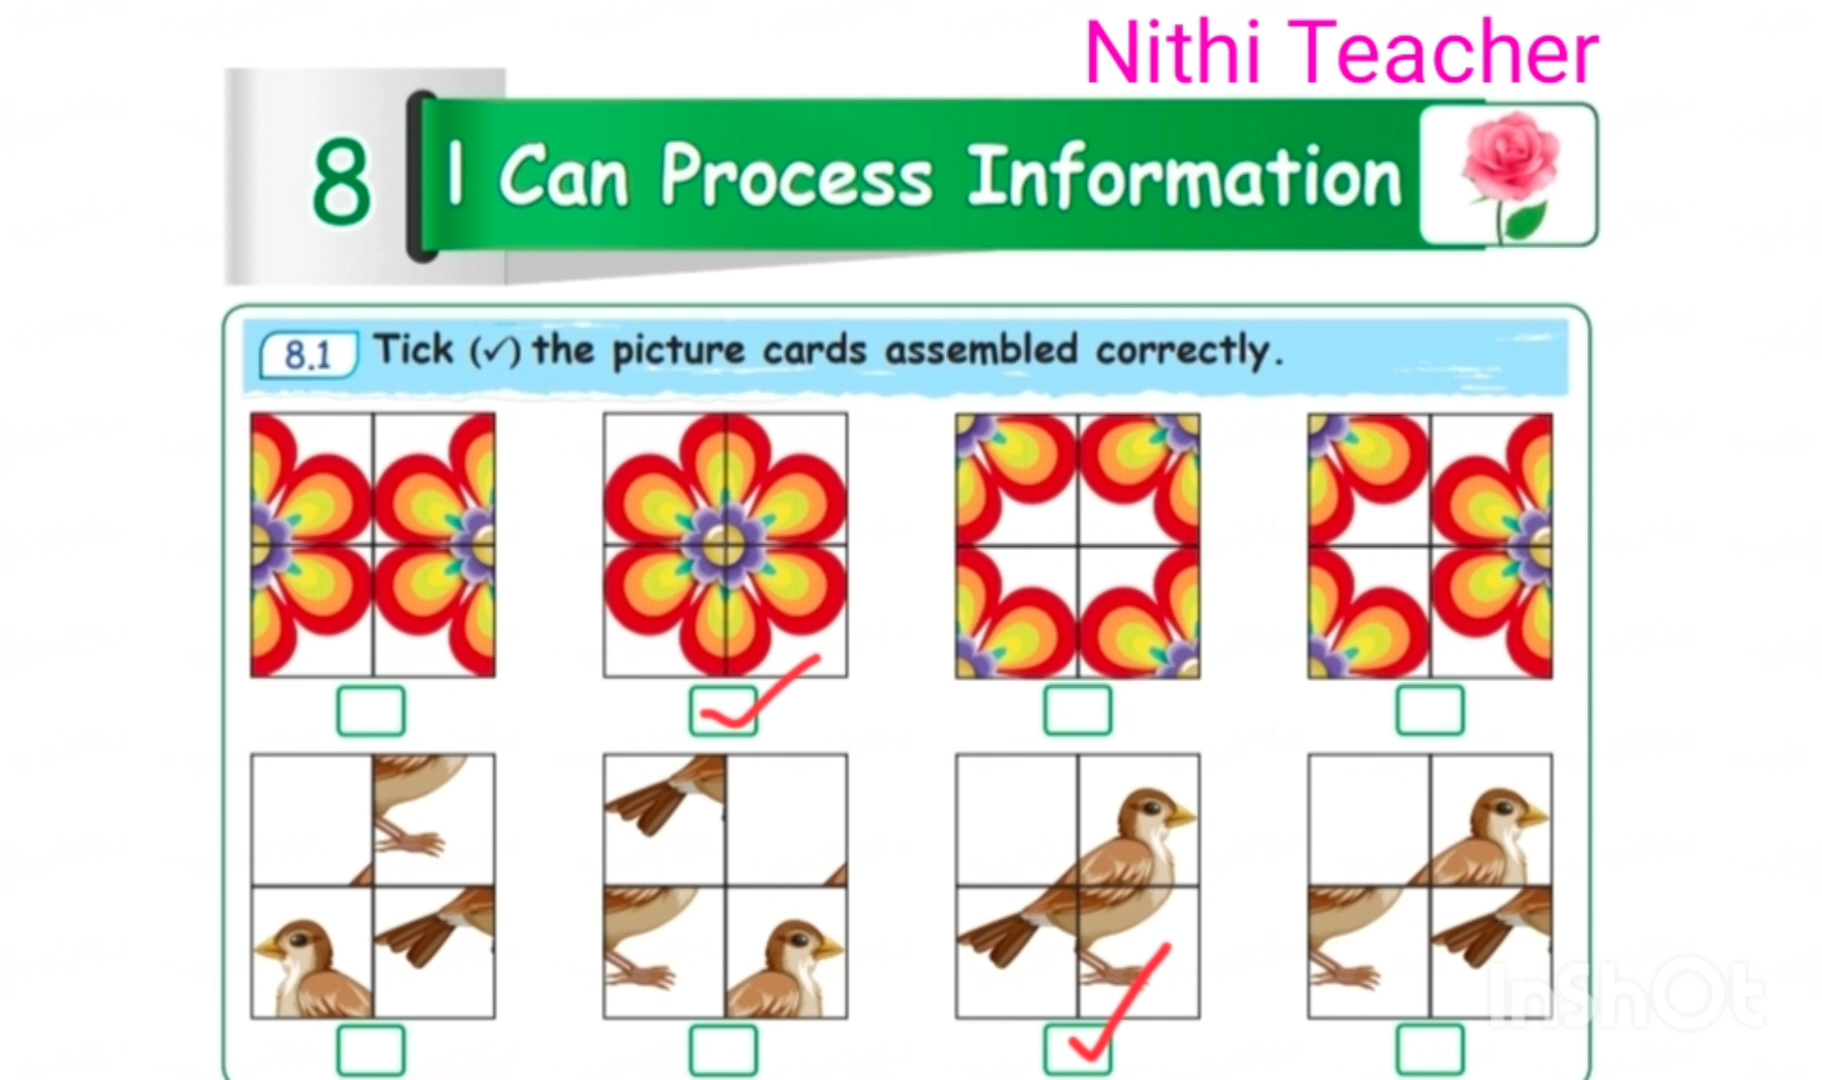 Nithi Teacher
8 I Can Process Information
8.1 Tick (✓) the picture cards assembled correctly.
InShOt